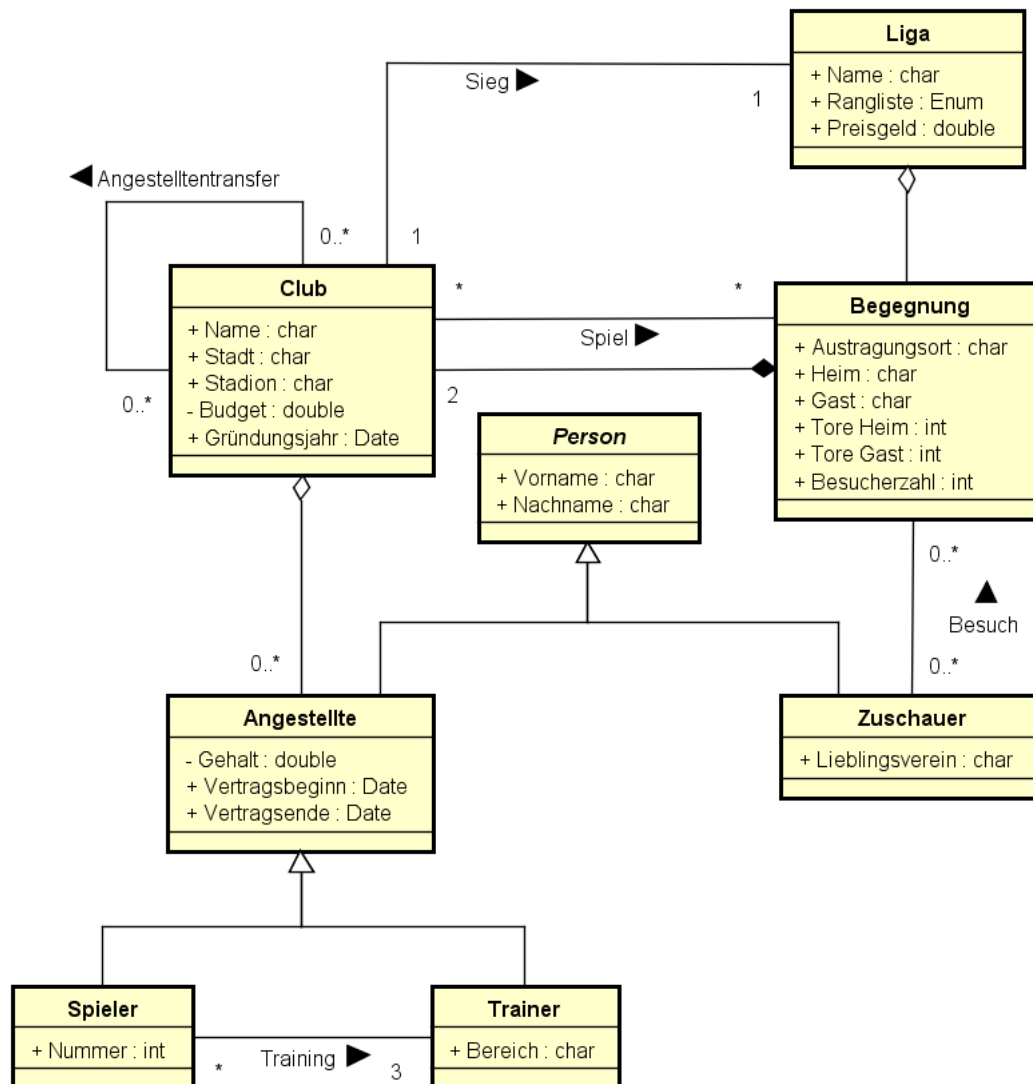 Liga
+ Name : char
+ Rangliste : Enum
+ Preisgeld : double
Sieg ►
1
◄ Angestelltentransfer
0..*
1
Club
+ Name : char
+ Stadt : char
+ Stadion : char
- Budget : double
+ Gründungsjahr : Date
0..*
*
*
Spiel ►
2
Begegnung
+ Austragungsort : char
+ Heim : char
+ Gast : char
+ Tore Heim : int
+ Tore Gast : int
+ Besucherzahl : int
Person
+ Vorname : char
+ Nachname : char
0..*
▲
Besuch
0..*
0..*
Angestellte
- Gehalt : double
+ Vertragsbeginn : Date
+ Vertragsende : Date
Zuschauer
+ Lieblingsverein : char
Spieler
+ Nummer : int
*
Training ►
3
Trainer
+ Bereich : char